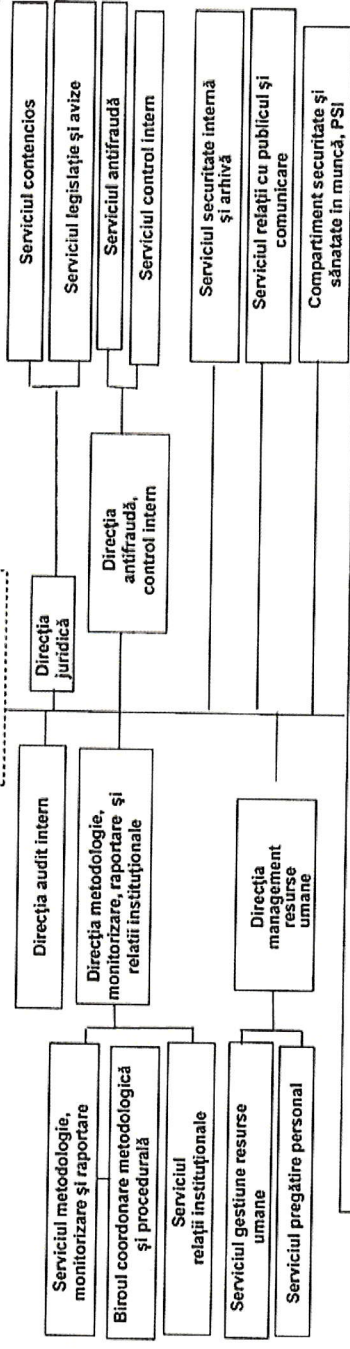 Serviciul contencios
Serviciul legislație și avize
Serviciul antifraudă
Serviciul control intern
Serviciul securitate internă
și arhivă
Serviciul relații cu publicul și
comunicare
Compartiment securitate și
sănatate in muncă, PSI
Direcția
juridică
Direcția
antifraudă,
control intern
Direcția audit intern
Direcția metodologie,
monitorizare, raportare și
relatii instituționale
Direcția
management
resurse
umane
Serviciul metodologie,
monitorizare și raportare
Biroul coordonare metodologică
și procedurală
Serviciul
relații instituționale
Serviciul gestiune resurse
umane
Serviciul pregătire personal